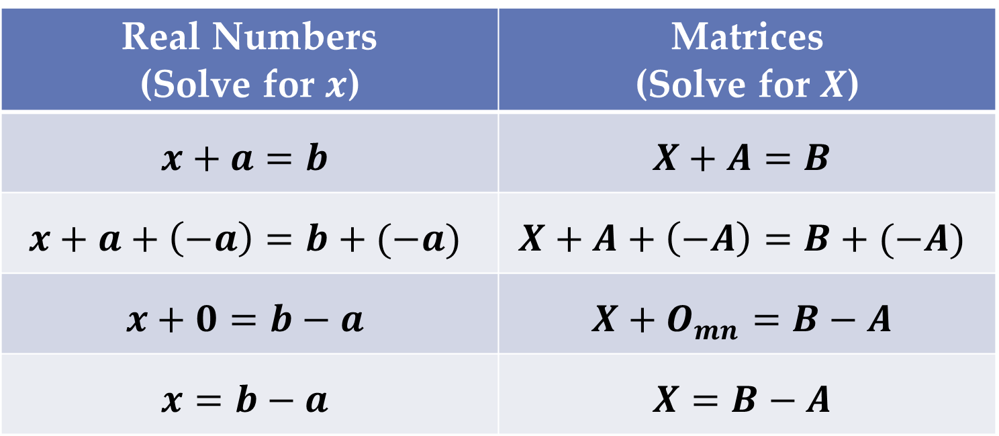 Real Numbers
(Solve for x)
Matrices
(Solve for X)
x + a = b
X + A = B
x + a + (−a) = b + (−a)
X + A + (−A) = B + (−A)
x + 0 = b − a
X + O_{mn} = B − A
x = b − a
X = B − A